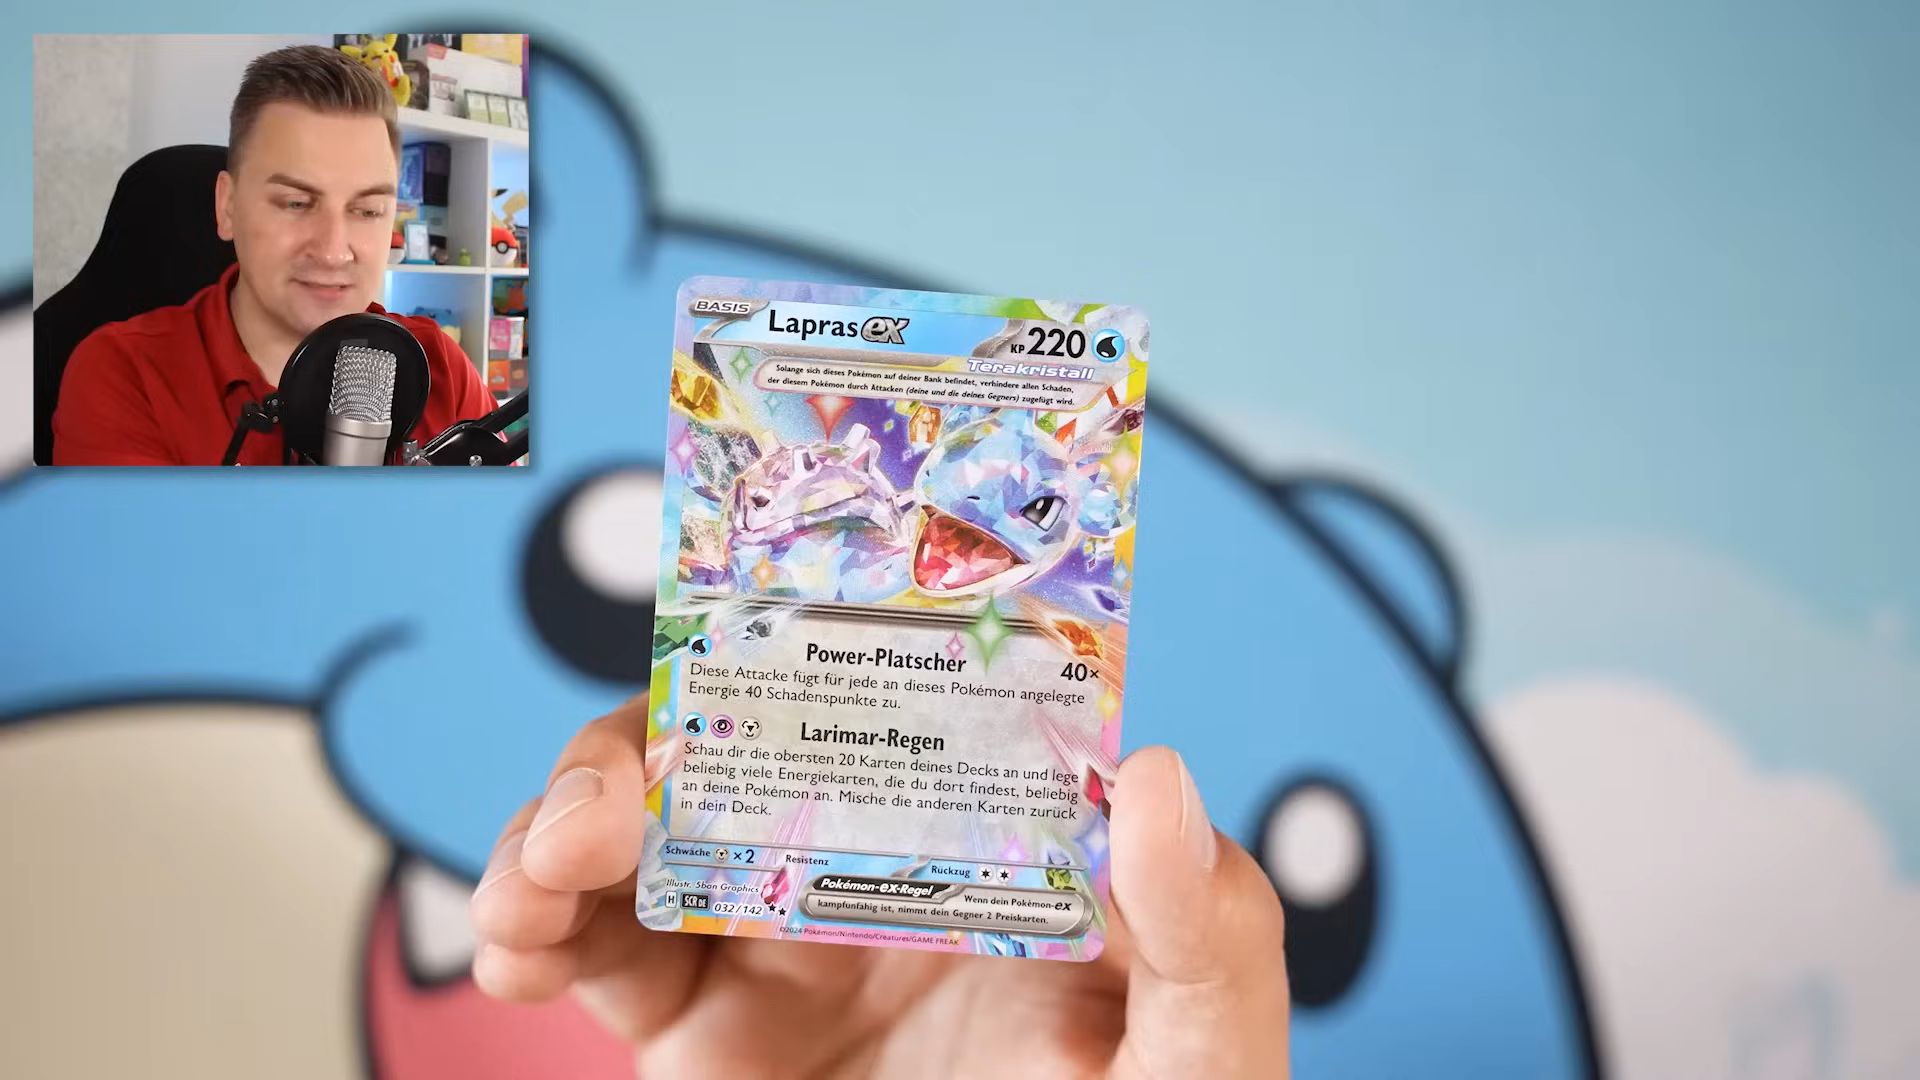 BASIS
Lapras ex
KP 220
Terakristall
Solange sich dieses Pokémon auf deiner Bank befindet, verhindere allen Schaden,
der diesem Pokémon durch Attacken (deine und die deines Gegners) zugefügt wird.
Power-Platscher 40×
Diese Attacke fügt für jede an dieses Pokémon angelegte
Energie 40 Schadenspunkte zu.
Larimar-Regen
Schau dir die obersten 20 Karten deines Decks an und lege
beliebig viele Energiekarten, die du dort findest, beliebig
an deine Pokémon an. Mische die anderen Karten zurück
in dein Deck.
Schwäche ×2 Resistenz Rückzug
Illustr. 5ban Graphics
Pokémon-ex-Regel Wenn dein Pokémon-ex
kampfunfähig ist, nimmt dein Gegner 2 Preiskarten.
H SCR DE 032/142
©2024 Pokémon/Nintendo/Creatures/GAME FREAK